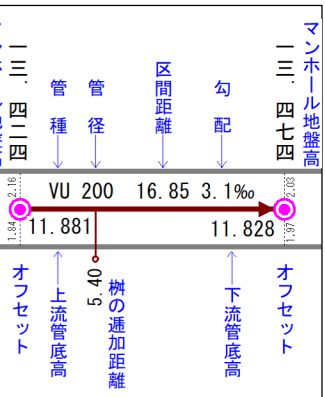 マンホール地盤高
一三．四七四
勾配
区間距離
管径
管種
一三．四二四
VU 200 16.85 3.1‰
2.16
1.84
2.03
1.97
11.881
11.828
5.40
オフセット
下流管底高
桝の逓加距離
上流管底高
オフセット